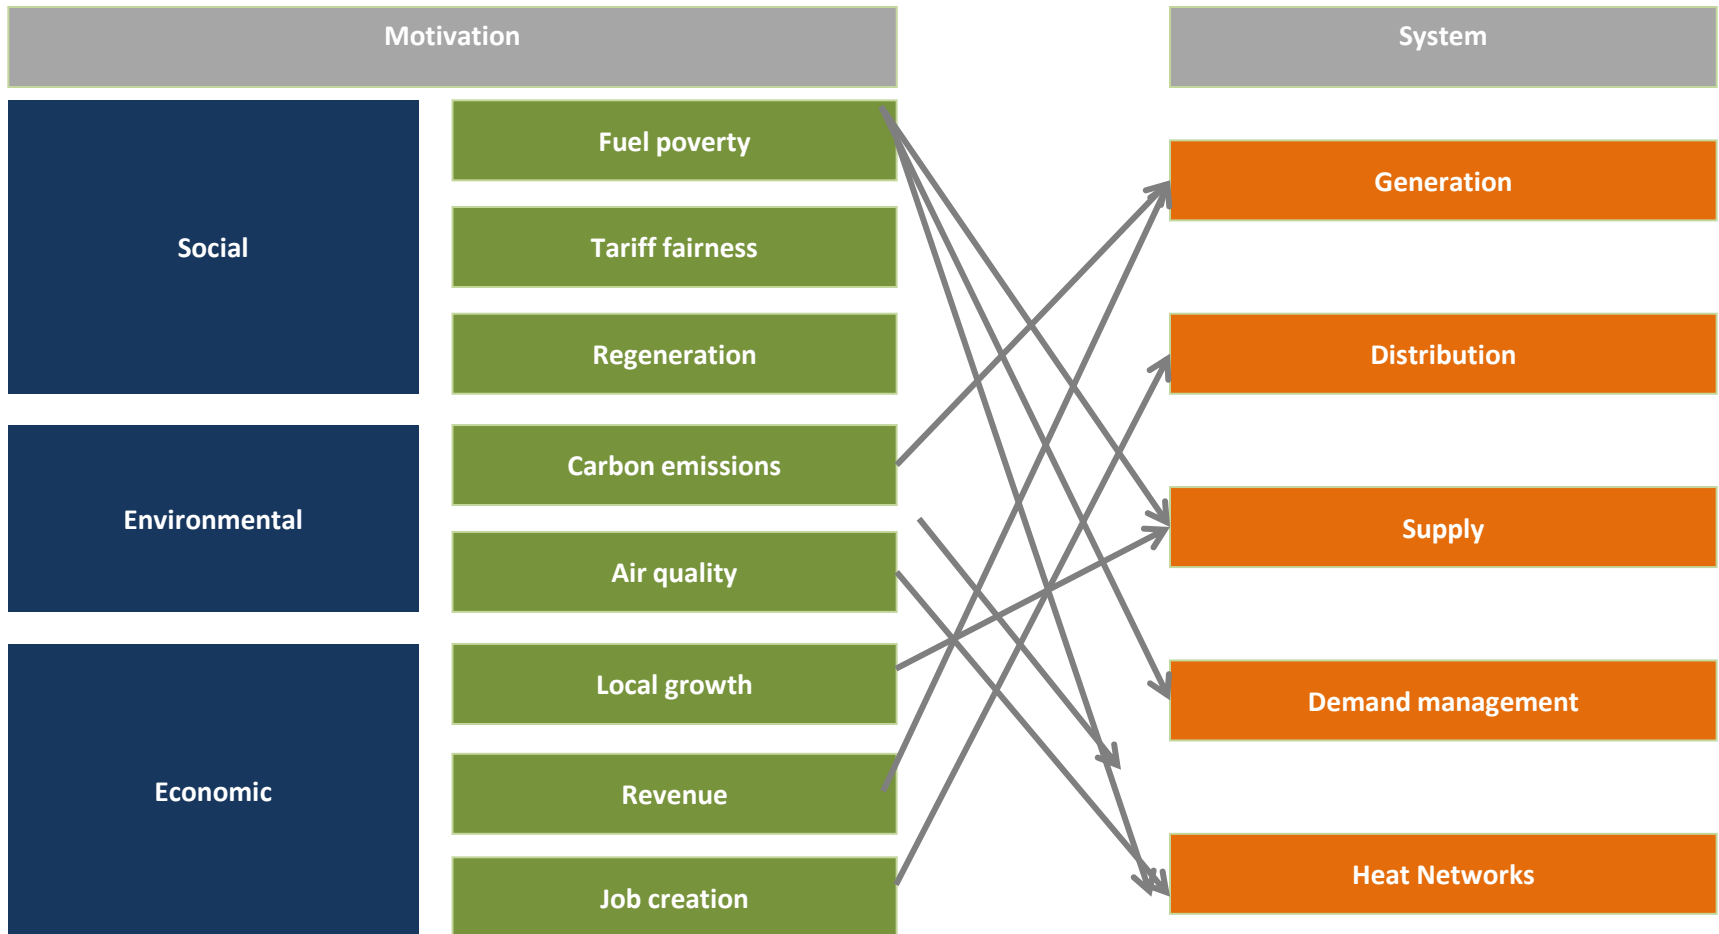 Motivation
System
Social
Fuel poverty
Tariff fairness
Regeneration
Environmental
Carbon emissions
Air quality
Economic
Local growth
Revenue
Job creation
Generation
Distribution
Supply
Demand management
Heat Networks